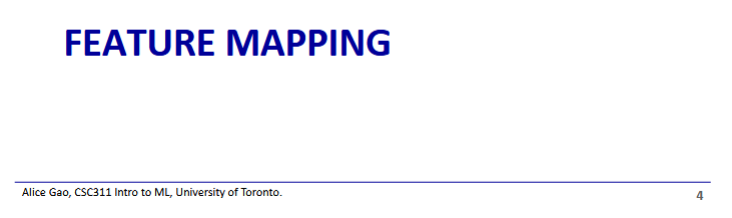 FEATURE MAPPING
Alice Gao, CSC311 Intro to ML, University of Toronto.
4